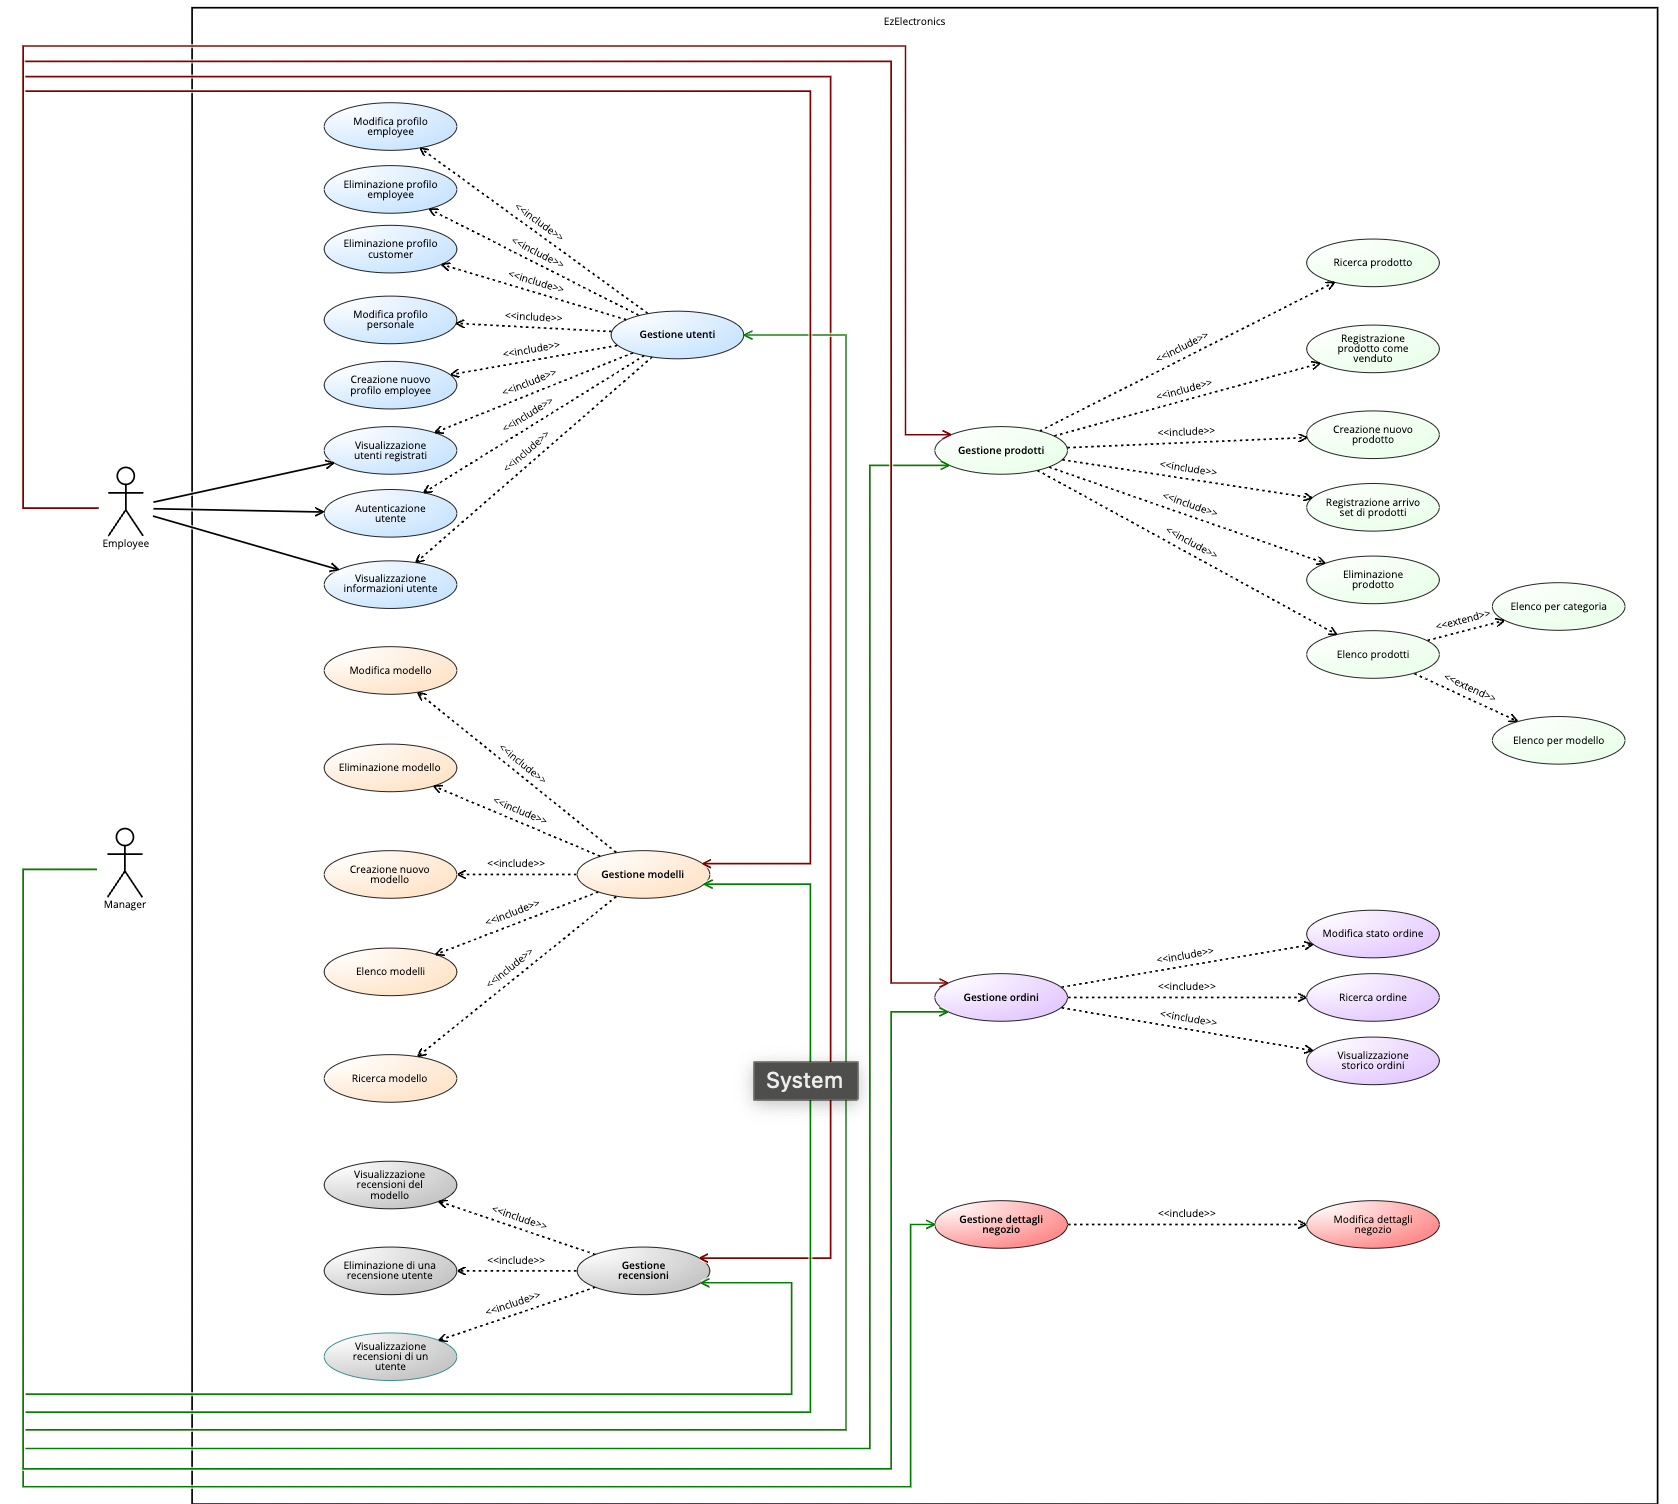 EzElectronics
Modifica profilo
employee
Eliminazione profilo
employee
<<include>>
Eliminazione profilo
customer
<<include>>
<<include>>
Modifica profilo
personale
<<include>>
Gestione utenti
Creazione nuovo
profilo employee
<<include>>
<<include>>
Visualizzazione
utenti registrati
<<include>>
<<include>>
Autenticazione
utente
Visualizzazione
informazioni utente
Employee
Ricerca prodotto
<<include>>
Registrazione
prodotto come
venduto
<<include>>
Creazione nuovo
prodotto
<<include>>
Gestione prodotti
<<include>>
Registrazione arrivo
set di prodotti
<<include>>
<<include>>
Eliminazione
prodotto
Elenco prodotti
<<extend>>
Elenco per categoria
<<extend>>
Elenco per modello
Modifica modello
<<include>>
Eliminazione modello
<<include>>
Creazione nuovo
modello
<<include>>
Gestione modelli
<<include>>
Elenco modelli
<<include>>
Ricerca modello
Manager
Modifica stato ordine
<<include>>
Gestione ordini
<<include>>
Ricerca ordine
<<include>>
Visualizzazione
storico ordini
System
Visualizzazione
recensioni del
modello
<<include>>
Eliminazione di una
recensione utente
<<include>>
Gestione
recensioni
<<include>>
Visualizzazione
recensioni di un
utente
Gestione dettagli
negozio
<<include>>
Modifica dettagli
negozio